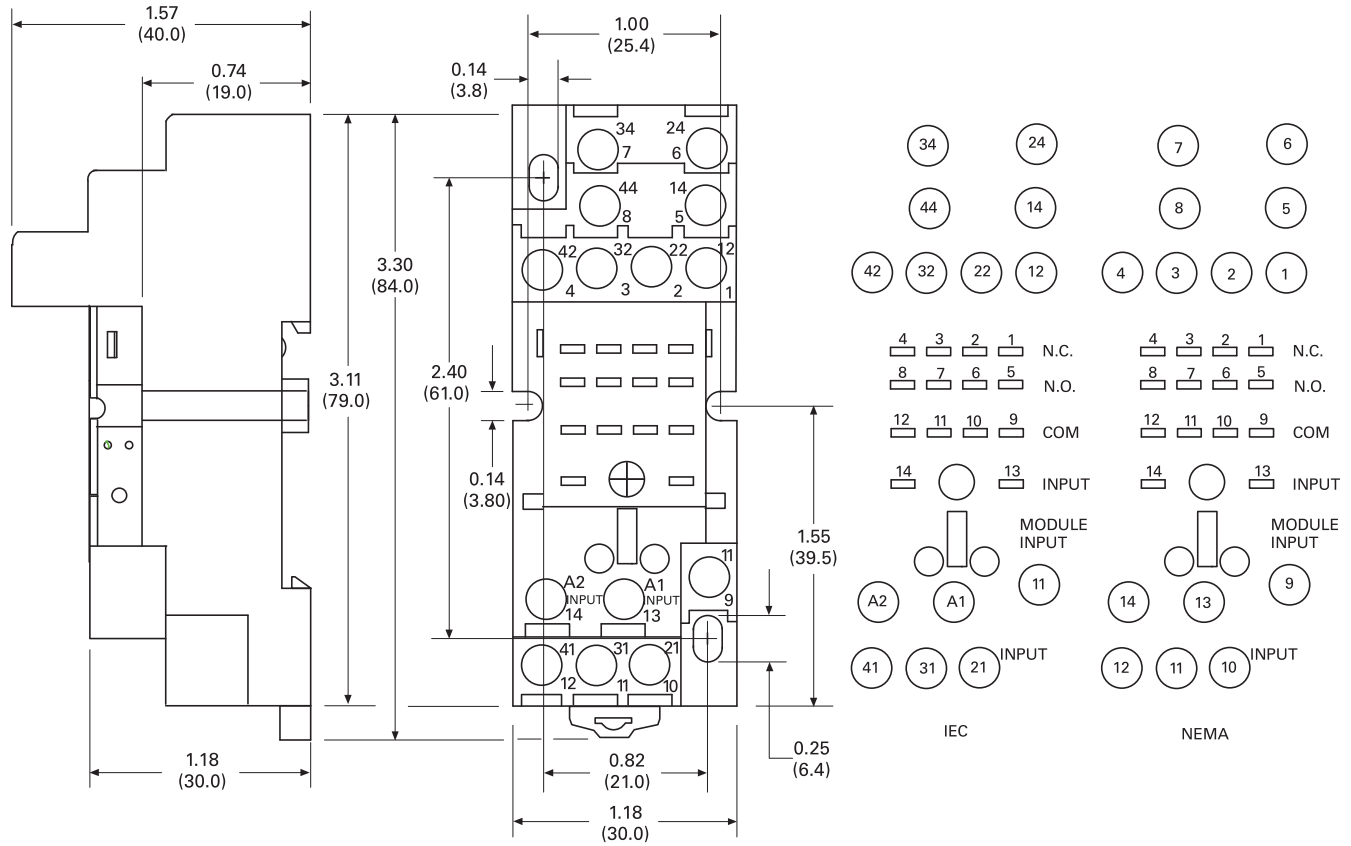 1.57
(40.0)
0.74
(19.0)
3.11
(79.0)
3.30
(84.0)
1.18
(30.0)
1.00
(25.4)
0.14
(3.8)
2.40
(61.0)
0.14
(3.80)
34
24
7
6
44
14
8
5
42
32
22
12
4
3
2
1
11
9
A2
INPUT
14
A1
INPUT
13
41
31
21
12
11
10
1.55
(39.5)
0.25
(6.4)
0.82
(21.0)
1.18
(30.0)
34
24
44
14
42
32
22
12
4 3 2 1
N.C.
8 7 6 5
N.O.
12 11 10 9
COM
14
13
INPUT
MODULE
INPUT
11
A2
A1
41
31
21
INPUT
IEC
7
6
8
5
4
3
2
1
4 3 2 1
N.C.
8 7 6 5
N.O.
12 11 10 9
COM
14
13
INPUT
MODULE
INPUT
9
14
13
12
11
10
INPUT
NEMA